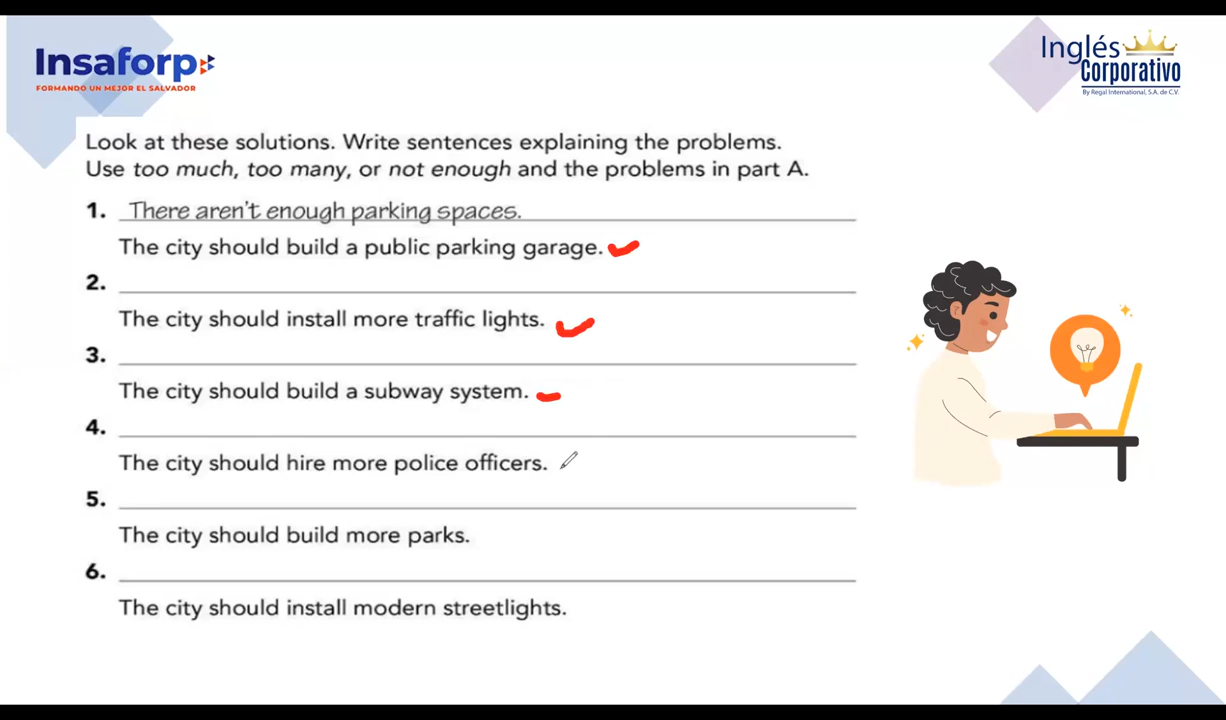 Insaforp
FORMANDO UN MEJOR EL SALVADOR
Inglés
Corporativo
By Regal International, S.A. de C.V.
Look at these solutions. Write sentences explaining the problems.
Use too much, too many, or not enough and the problems in part A.
1. There aren't enough parking spaces.
The city should build a public parking garage.
2.
The city should install more traffic lights.
3.
The city should build a subway system.
4.
The city should hire more police officers.
5.
The city should build more parks.
6.
The city should install modern streetlights.